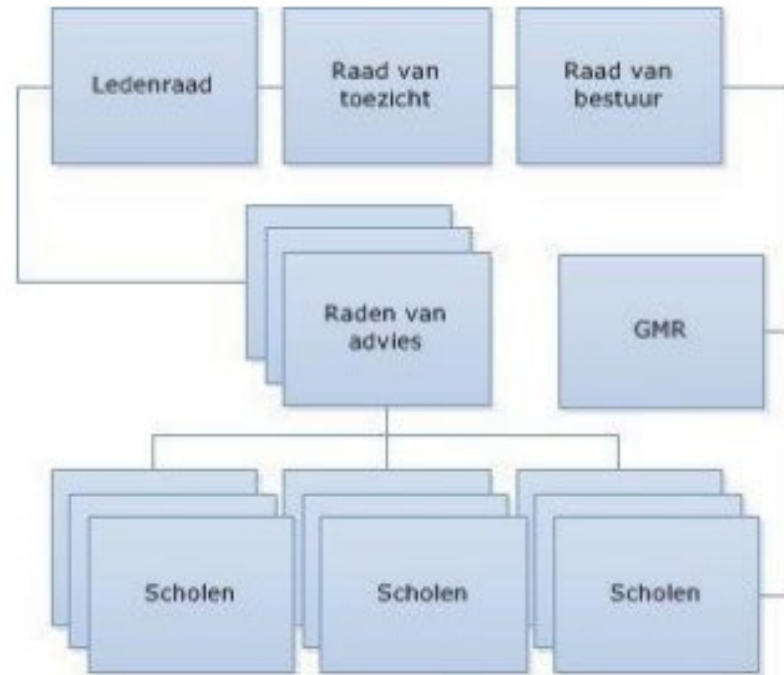 Ledenraad
Raad van
toezicht
Raad van
bestuur
Raden van
advies
GMR
Scholen
Scholen
Scholen